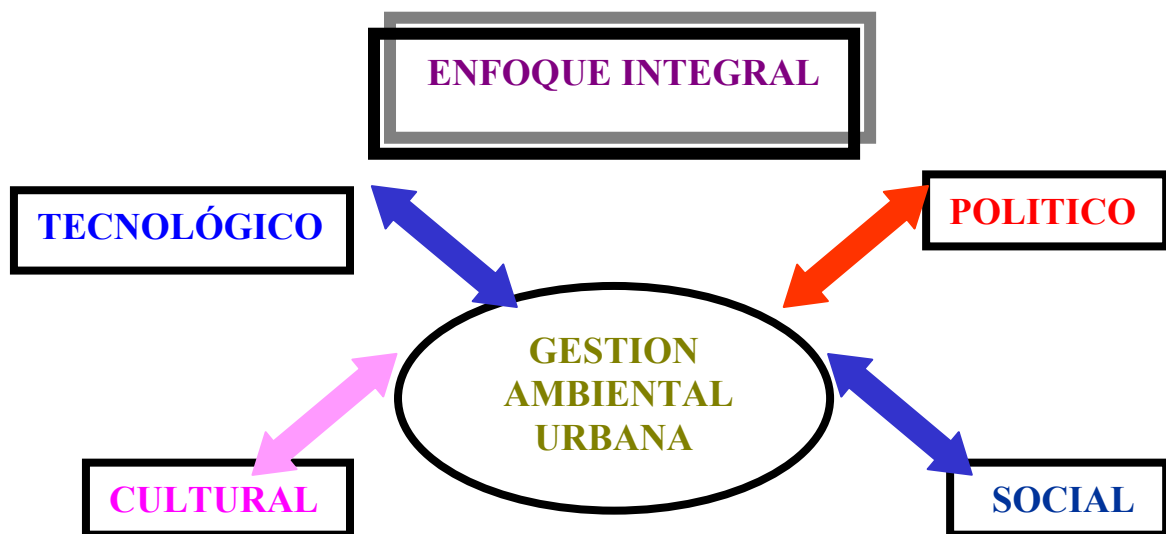 ENFOQUE INTEGRAL
TECNOLÓGICO
POLITICO
GESTION
AMBIENTAL
URBANA
CULTURAL
SOCIAL